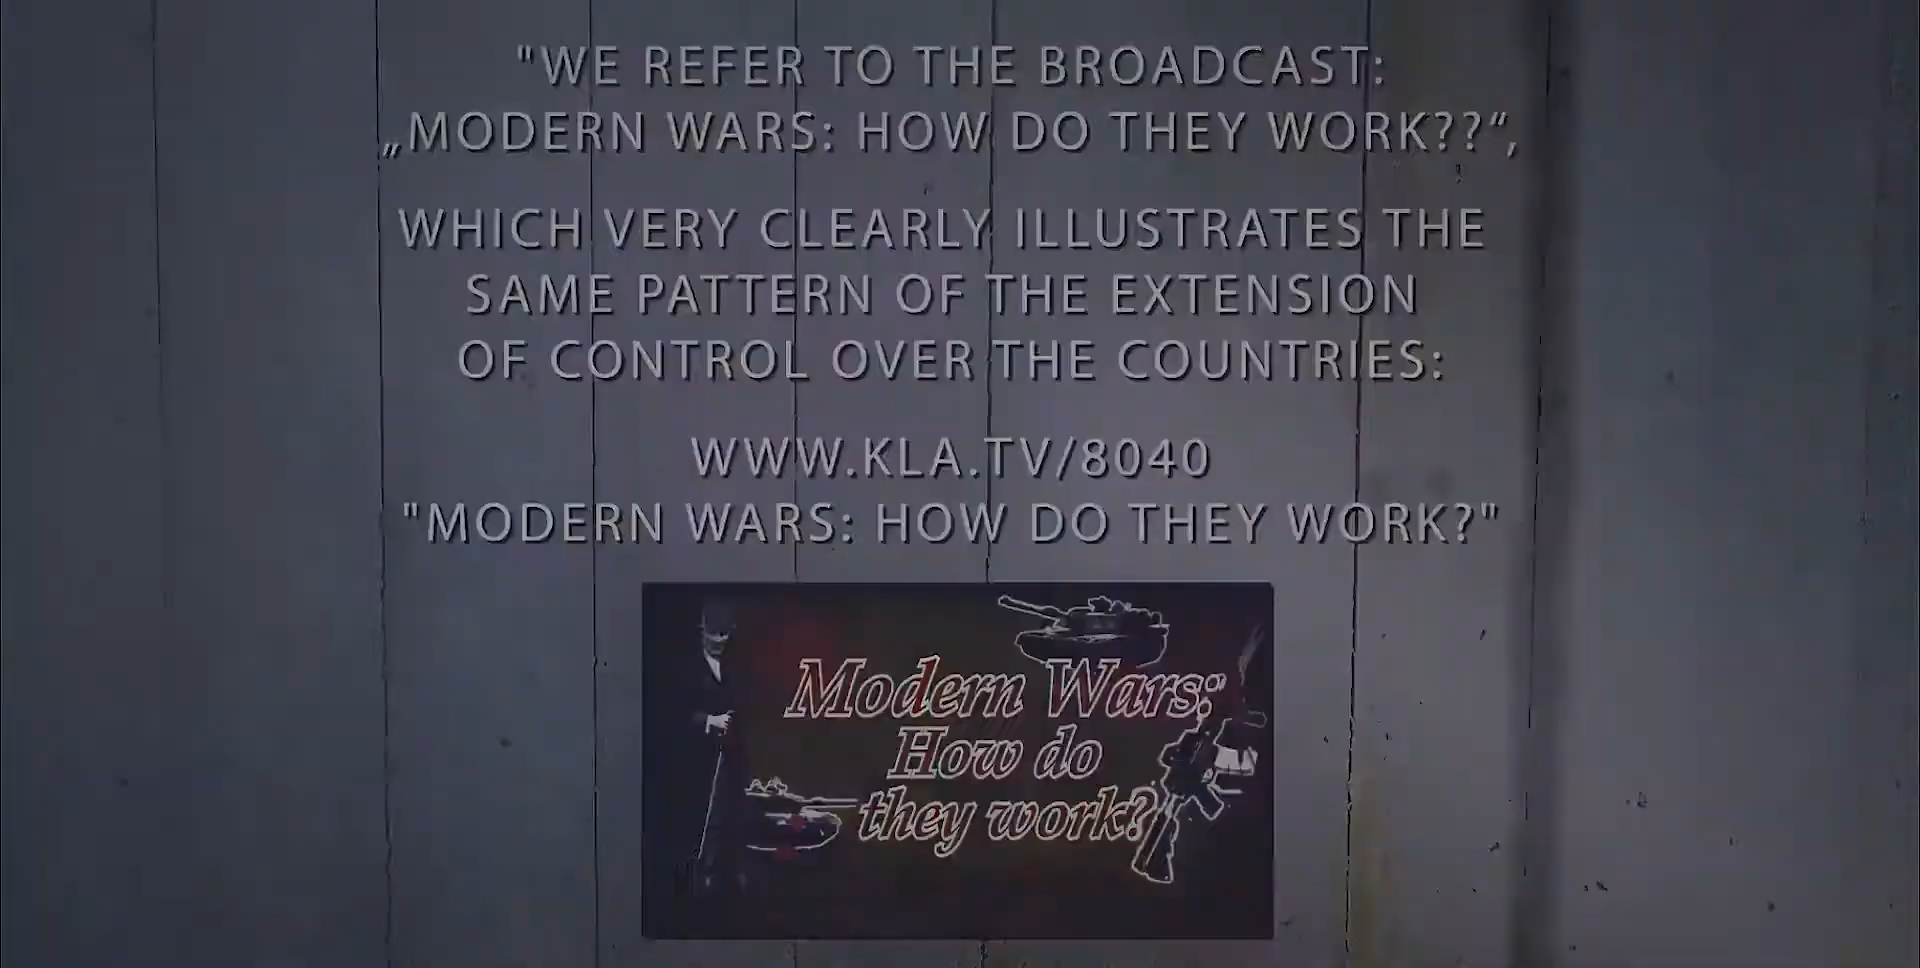 "WE REFER TO THE BROADCAST:
„MODERN WARS: HOW DO THEY WORK??“,
WHICH VERY CLEARLY ILLUSTRATES THE
SAME PATTERN OF THE EXTENSION
OF CONTROL OVER THE COUNTRIES:
WWW.KLA.TV/8040
"MODERN WARS: HOW DO THEY WORK?"
Modern Wars:
How do
they work?